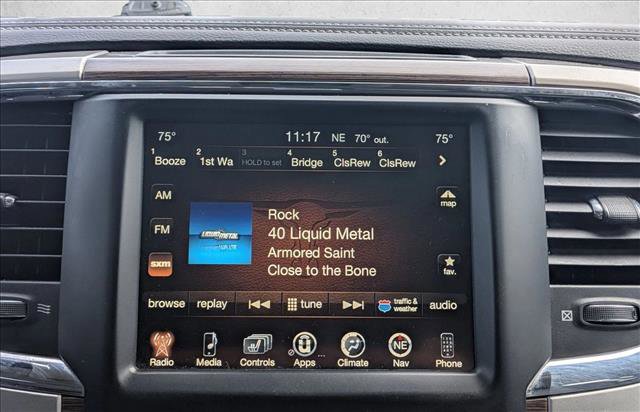 75° 11:17 NE 70° out. 75°
1 2 3 4 5 6
Booze 1st Wa HOLD to set Bridge ClsRew ClsRew
AM
map
FM
LIQUID METAL
sxm
Rock
40 Liquid Metal
Armored Saint
Close to the Bone
fav.
browse replay tune traffic & weather audio
Radio Media Controls Apps Climate Nav Phone
U NE